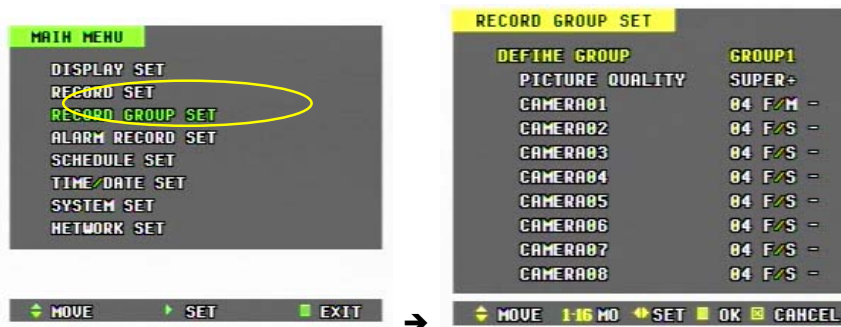 MAIN MENU
DISPLAY SET
RECORD SET
RECORD GROUP SET
ALARM RECORD SET
SCHEDULE SET
TIME/DATE SET
SYSTEM SET
NETWORK SET
MOVE SET EXIT
➔
RECORD GROUP SET
DEFINE GROUP GROUP1
PICTURE QUALITY SUPER+
CAMERA01 04 F/M -
CAMERA02 04 F/S -
CAMERA03 04 F/S -
CAMERA04 04 F/S -
CAMERA05 04 F/S -
CAMERA06 04 F/S -
CAMERA07 04 F/S -
CAMERA08 04 F/S -
MOVE 1-16 MO SET OK CANCEL